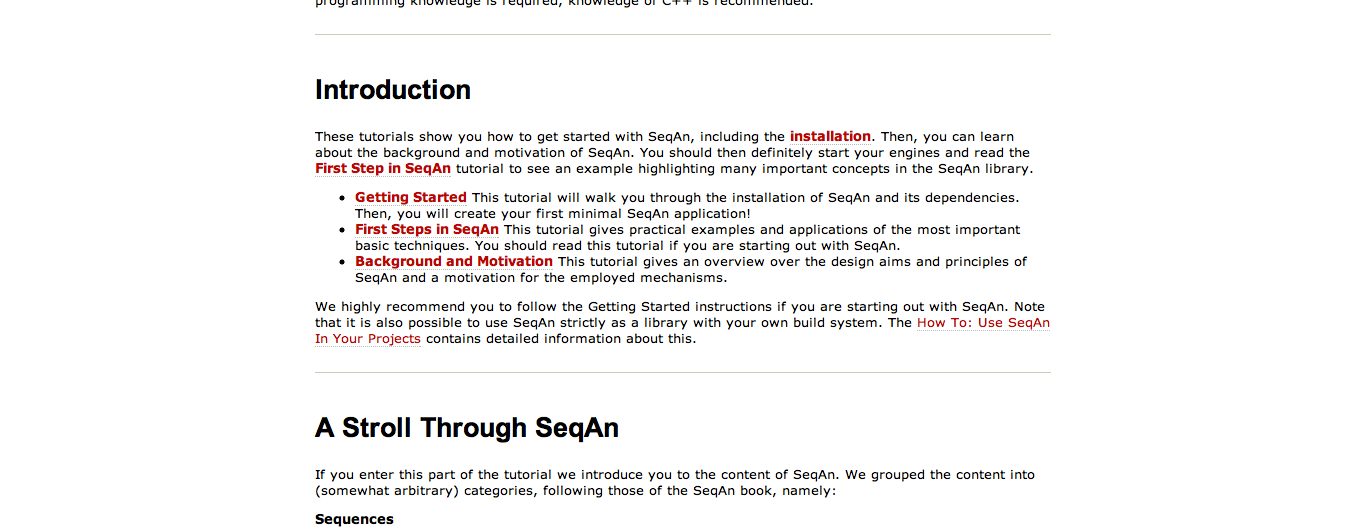 programming knowledge is required, knowledge of C++ is recommended.
Introduction
These tutorials show you how to get started with SeqAn, including the installation. Then, you can learn
about the background and motivation of SeqAn. You should then definitely start your engines and read the
First Step in SeqAn tutorial to see an example highlighting many important concepts in the SeqAn library.
Getting Started This tutorial will walk you through the installation of SeqAn and its dependencies.
Then, you will create your first minimal SeqAn application!
First Steps in SeqAn This tutorial gives practical examples and applications of the most important
basic techniques. You should read this tutorial if you are starting out with SeqAn.
Background and Motivation This tutorial gives an overview over the design aims and principles of
SeqAn and a motivation for the employed mechanisms.
We highly recommend you to follow the Getting Started instructions if you are starting out with SeqAn. Note
that it is also possible to use SeqAn strictly as a library with your own build system. The How To: Use SeqAn
In Your Projects contains detailed information about this.
A Stroll Through SeqAn
If you enter this part of the tutorial we introduce you to the content of SeqAn. We grouped the content into
(somewhat arbitrary) categories, following those of the SeqAn book, namely:
Sequences